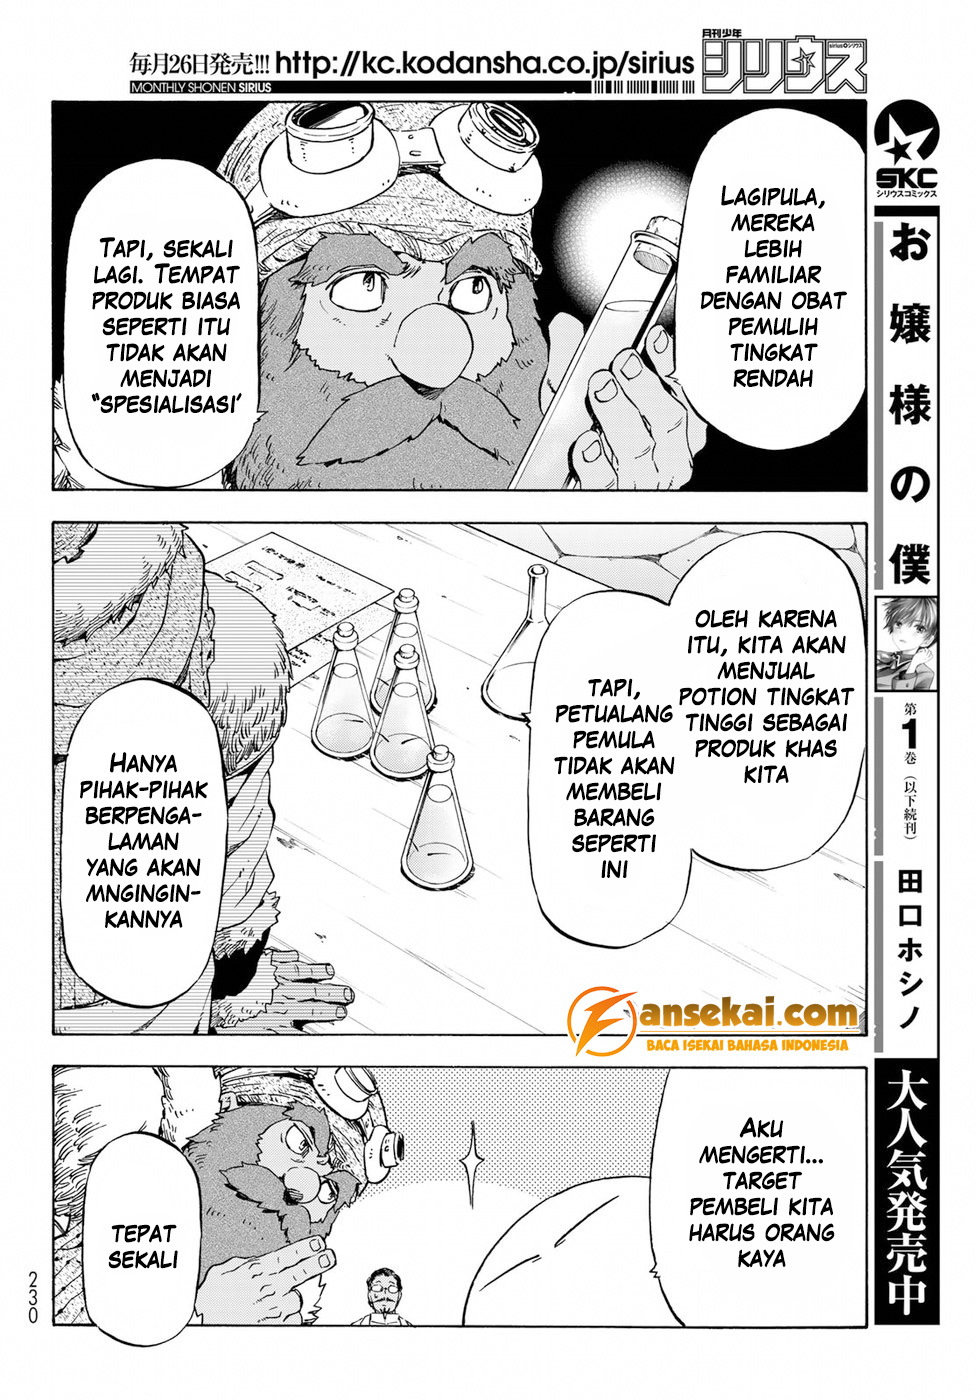 毎月26日発売!!! http://kc.kodansha.co.jp/sirius
MONTHLY SHONEN SIRIUS
月刊少年
シリウス
LAGIPULA,
MEREKA
LEBIH
FAMILIAR
DENGAN OBAT
PEMULIH
TINGKAT
RENDAH
TAPI, SEKALI
LAGI. TEMPAT
PRODUK BIASA
SEPERTI ITU
TIDAK AKAN
MENJADI
“SPESIALISASI’
OLEH KARENA
ITU, KITA AKAN
MENJUAL
POTION TINGKAT
TINGGI SEBAGAI
PRODUK KHAS
KITA
TAPI,
PETUALANG
PEMULA
TIDAK AKAN
MEMBELI
BARANG
SEPERTI
INI
HANYA
PIHAK-PIHAK
BERPENGA-
LAMAN
YANG AKAN
MNGINGIN-
KANNYA
ansekai.com
BACA ISEKAI BAHASA INDONESIA
AKU
MENGERTI...
TARGET
PEMBELI KITA
HARUS ORANG
KAYA
TEPAT
SEKALI
230
SKC
シリウスコミックス
お嬢様の僕
第1巻(以下続刊)
田口ホシノ
大人気発売中